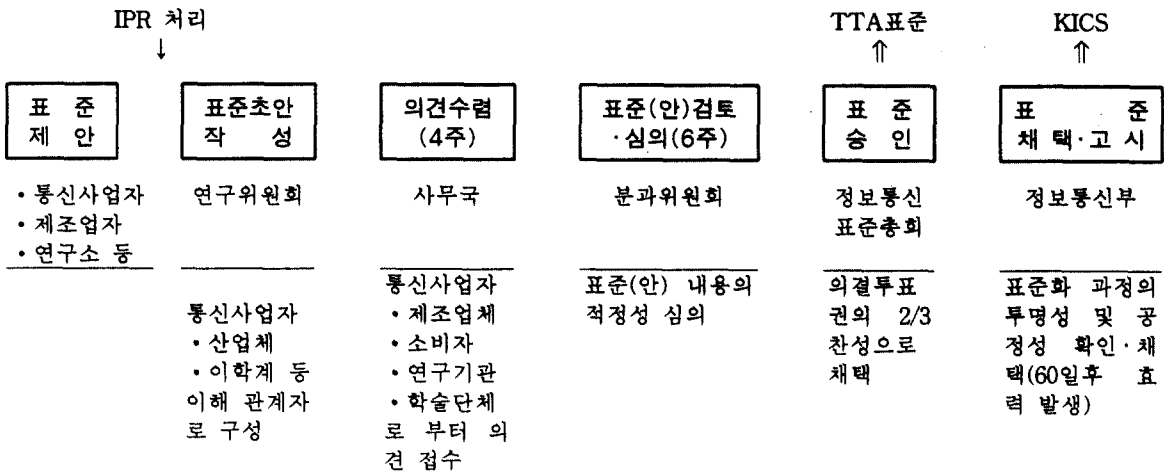 IPR 처리
↓
TTA표준
⇑
KICS
⇑
표 준
제 안
표준초안
작 성
의견수렴
(4주)
표준(안)검토
·심의(6주)
표 준
승 인
표 준
채 택·고 시
• 통신사업자
• 제조업자
• 연구소 등
연구위원회
사무국
분과위원회
정보통신
표준총회
정보통신부
통신사업자
• 산업체
• 이학계 등
이해 관계자
로 구성
통신사업자
• 제조업체
• 소비자
• 연구기관
• 학술단체
로 부터 의
견 접수
표준(안) 내용의
적정성 심의
의결투표
권의 2/3
찬성으로
채택
표준화 과정의
투명성 및 공
정성 확인·채
택(60일후 효
력 발생)